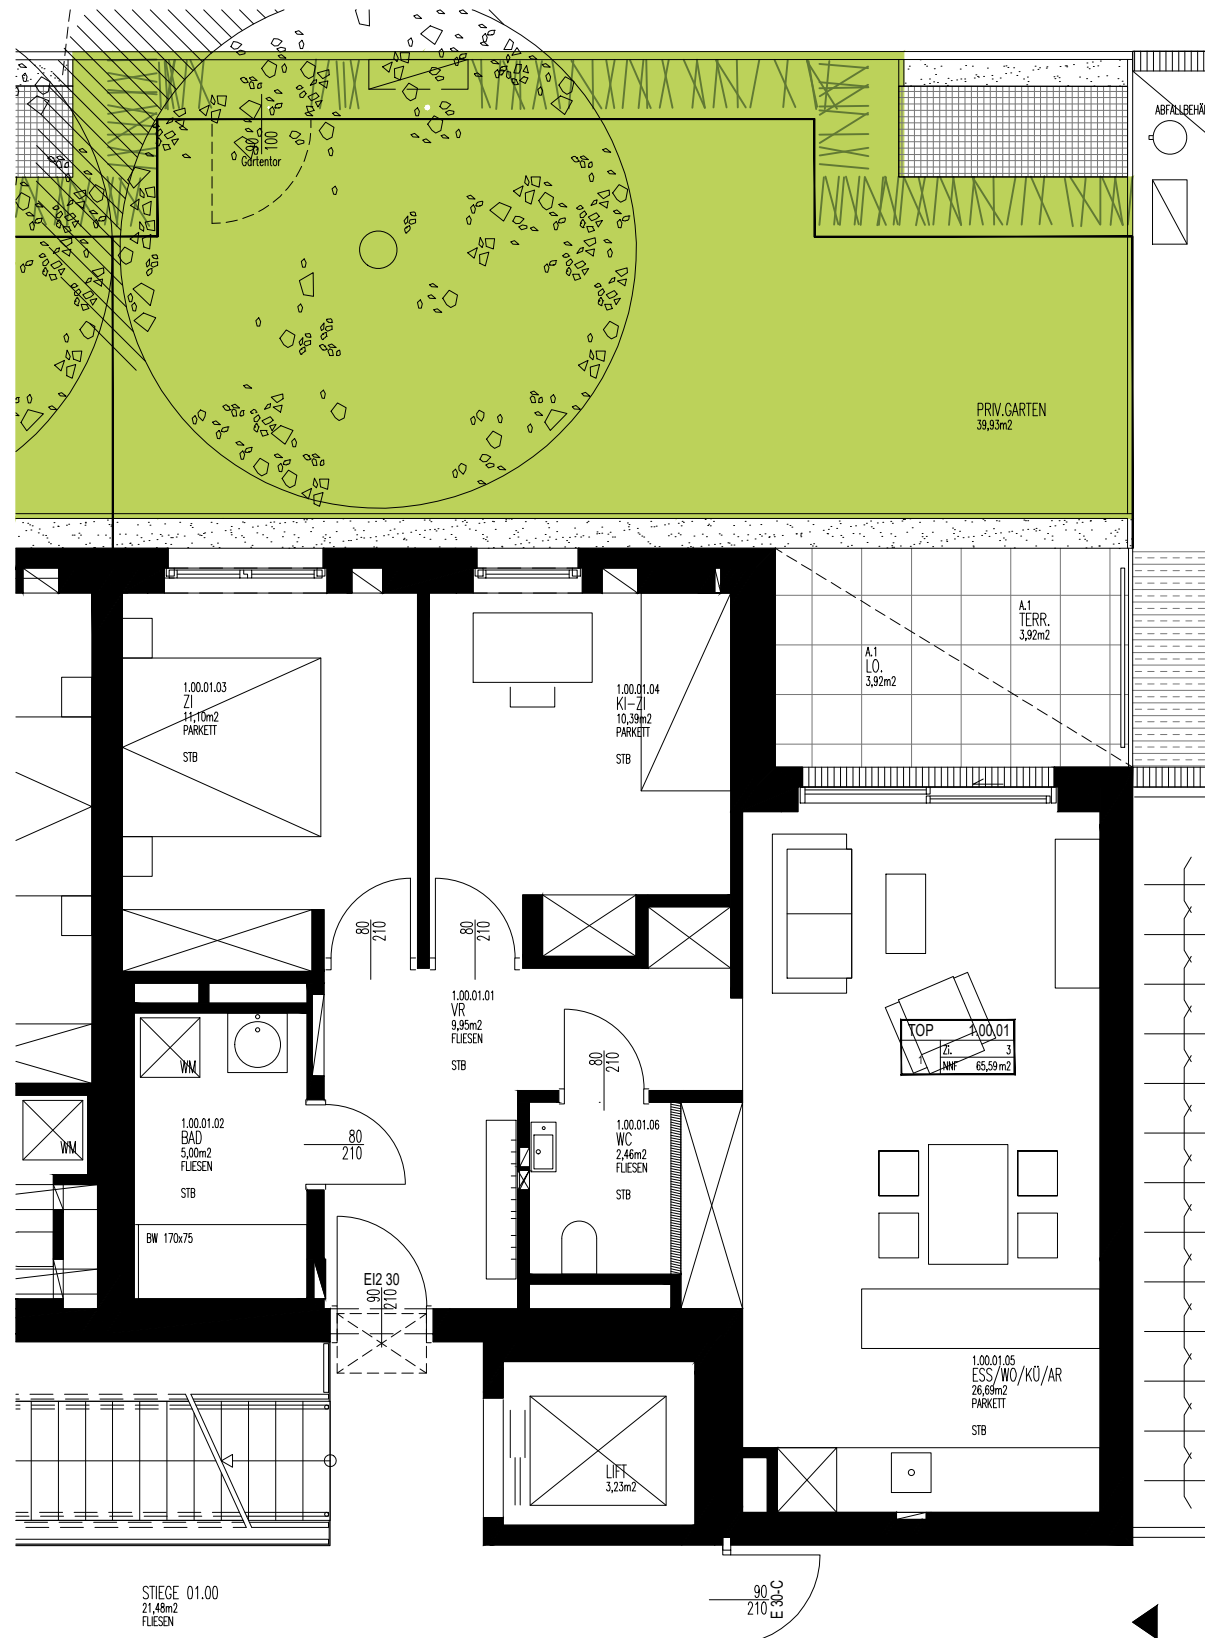 ABFALLBEHÄ
90
100
Gartentor
PRIV.GARTEN
39,93m2
A.1
TERR.
3,92m2
A.1
LO.
3,92m2
1.00.01.03
ZI
11,10m2
PARKETT
STB
1.00.01.04
KI-ZI
10,39m2
PARKETT
STB
80
210
80
210
1.00.01.01
VR
9,95m2
FLIESEN
STB
TOP 1.00.01
1 Zi. 3
NNF 65,59 m2
80
210
WM
1.00.01.02
BAD
5,00m2
FLIESEN
STB
80
210
1.00.01.06
WC
2,46m2
FLIESEN
STB
WM
BW 170x75
EI2 30
90
210
1.00.01.05
ESS/WO/KÜ/AR
26,69m2
PARKETT
STB
LIFT
3,23m2
STIEGE 01.00
21,48m2
FLIESEN
90
210
E 30-C